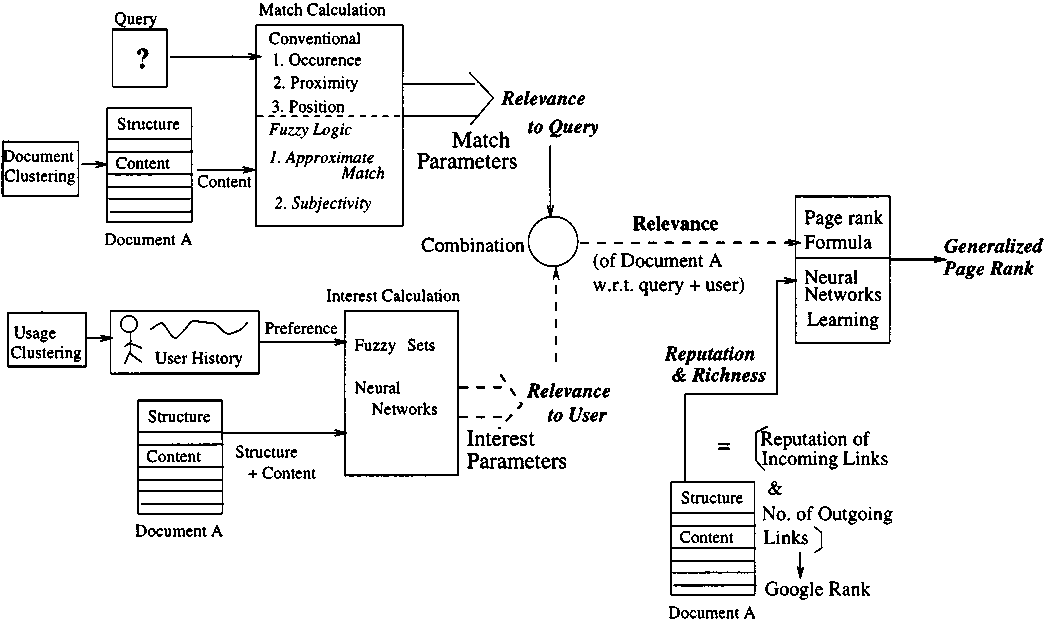 Query
?
Match Calculation
Conventional
1. Occurence
2. Proximity
3. Position
Fuzzy Logic
1. Approximate
Match
2. Subjectivity
Document
Clustering
Structure
Content
Document A
Content
Match
Parameters
Relevance
to Query
Combination
Relevance
(of Document A
w.r.t. query + user)
Page rank
Formula
Neural
Networks
Learning
Generalized
Page Rank
Usage
Clustering
User History
Preference
Interest Calculation
Fuzzy Sets
Neural
Networks
Structure
Content
Document A
Structure
+ Content
Interest
Parameters
Relevance
to User
Reputation
& Richness
= Reputation of
Incoming Links
&
No. of Outgoing
Links
Google Rank
Structure
Content
Document A